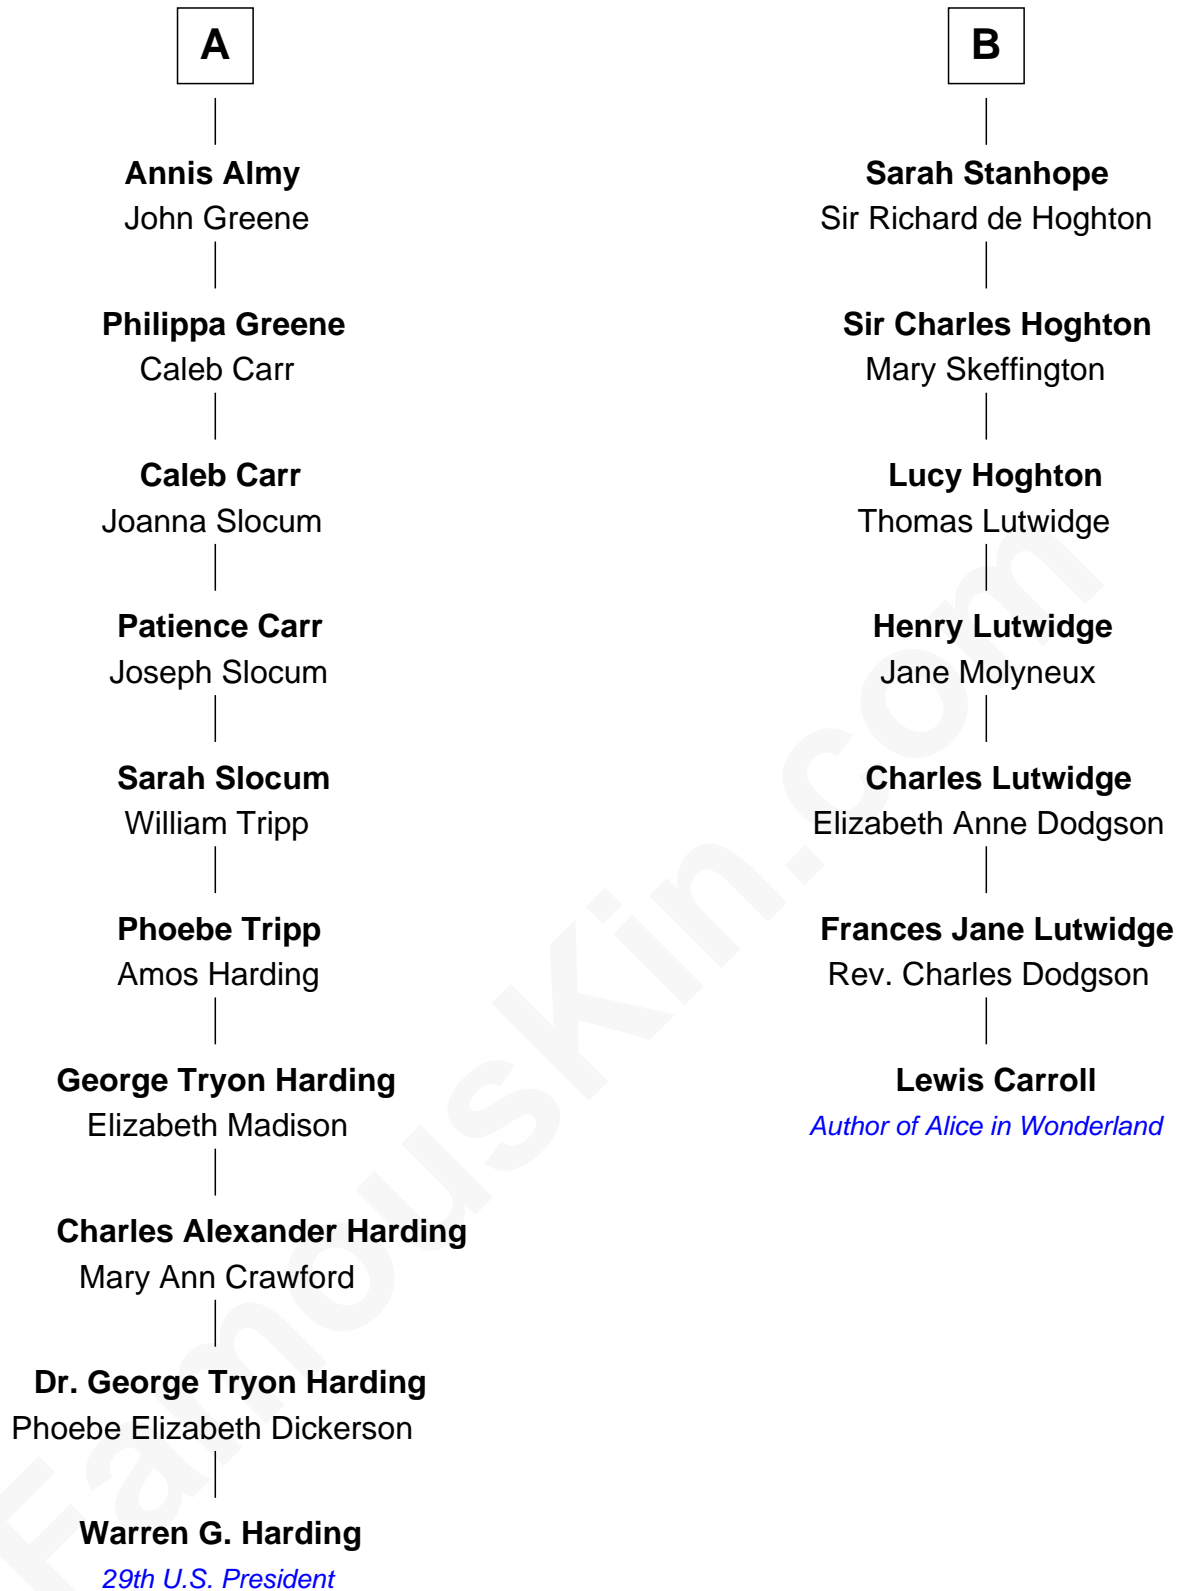 A
Annis Almy
John Greene
Philippa Greene
Caleb Carr
Caleb Carr
Joanna Slocum
Patience Carr
Joseph Slocum
Sarah Slocum
William Tripp
Phoebe Tripp
Amos Harding
George Tryon Harding
Elizabeth Madison
Charles Alexander Harding
Mary Ann Crawford
Dr. George Tryon Harding
Phoebe Elizabeth Dickerson
Warren G. Harding
29th U.S. President
B
Sarah Stanhope
Sir Richard de Hoghton
Sir Charles Hoghton
Mary Skeffington
Lucy Hoghton
Thomas Lutwidge
Henry Lutwidge
Jane Molyneux
Charles Lutwidge
Elizabeth Anne Dodgson
Frances Jane Lutwidge
Rev. Charles Dodgson
Lewis Carroll
Author of Alice in Wonderland
FamousKin.com